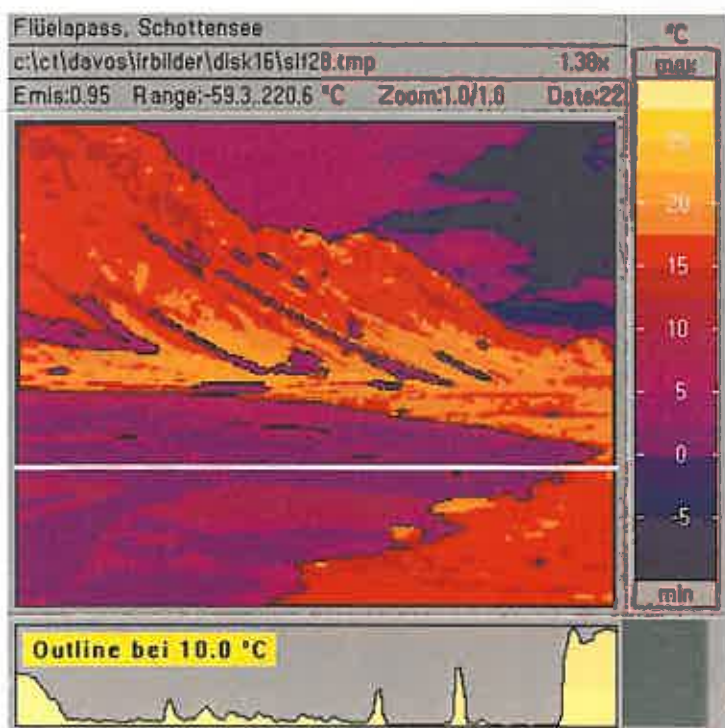 Flüelapass, Schottensee
c:\ct\davos\irbilder\disk16\slf28.tmp 1.38x
Emis:0.95 Range:-59.3,220.6 °C Zoom:1.0/1.0 Date:22
°C
max
25
20
15
10
5
0
-5
min
Outline bei 10.0 °C